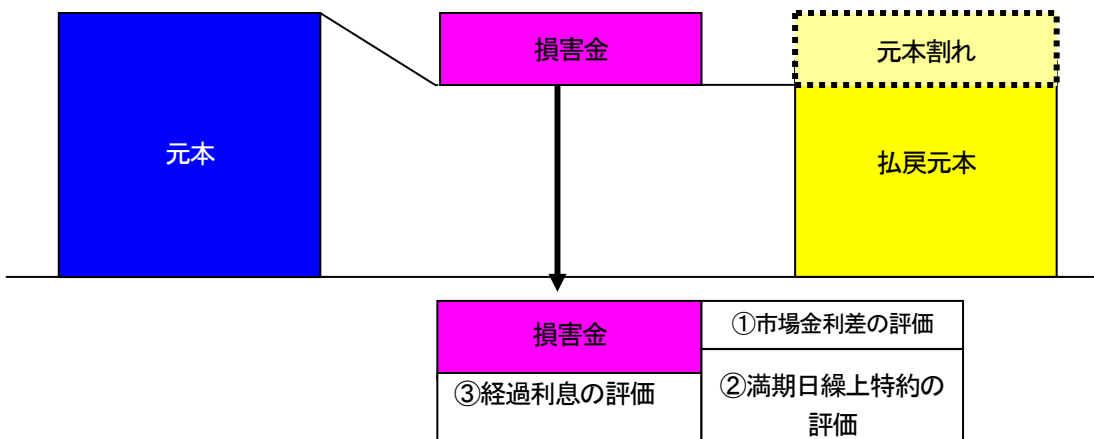 損害金
元本割れ
元本
払戻元本
損害金
①市場金利差の評価
③経過利息の評価
②満期日繰上特約の
評価